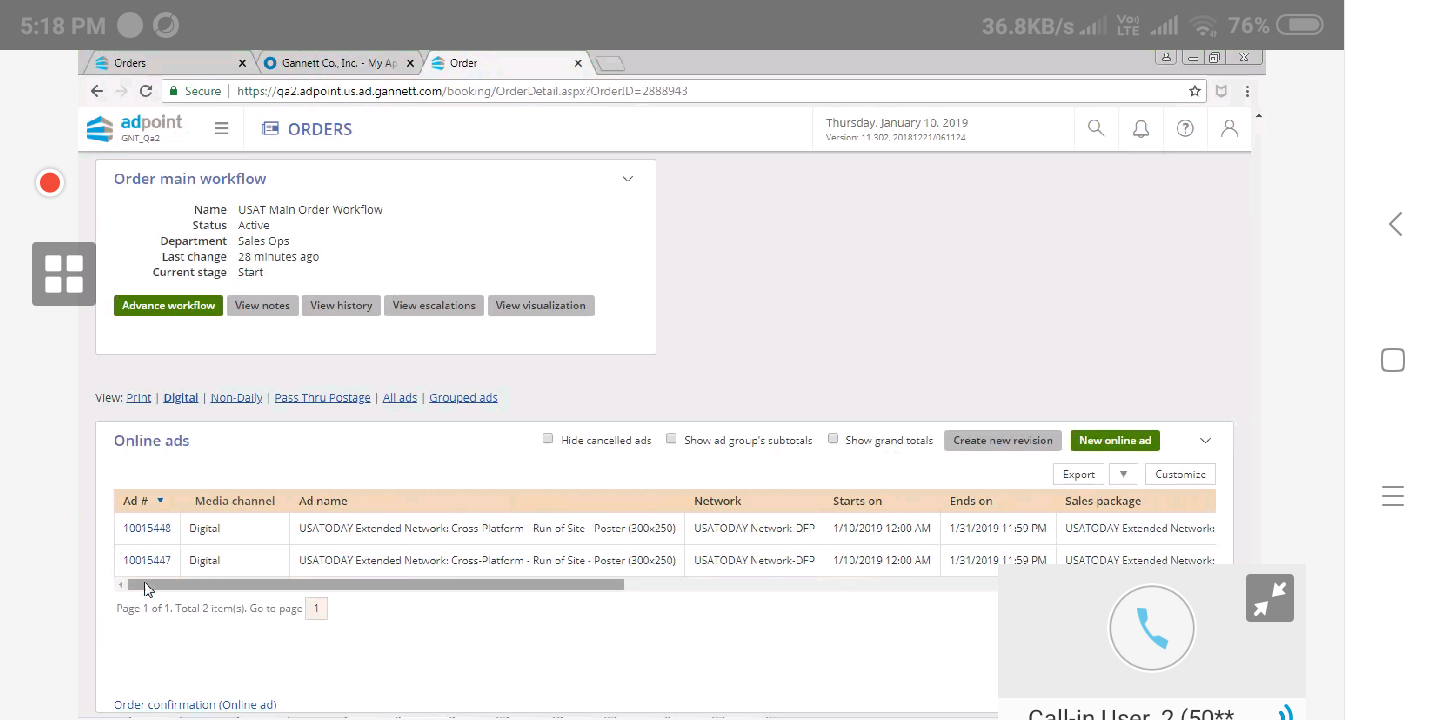 5:18 PM 36.8KB/s Vo) LTE 76%
Orders x Gannett Co., Inc. - My Ap x Order x
Secure | https://qa2.adpoint.us.ad.gannett.com/booking/OrderDetail.aspx?OrderID=2888943
adpoint
GNT_Qa2
ORDERS
Thursday, January 10, 2019
Version: 11.302, 20181221/061124
Order main workflow
Name USAT Main Order Workflow
Status Active
Department Sales Ops
Last change 28 minutes ago
Current stage Start
Advance workflow View notes View history View escalations View visualization
View: Print | Digital | Non-Daily | Pass Thru Postage | All ads | Grouped ads
Online ads Hide cancelled ads Show ad group's subtotals Show grand totals Create new revision New online ad
Export Customize
Ad # Media channel Ad name Network Starts on Ends on Sales package
10015448 Digital USATODAY Extended Network: Cross-Platform - Run of Site - Poster (300x250) USATODAY Network-DFP 1/10/2019 12:00 AM 1/31/2019 11:59 PM USATODAY Extended Network:
10015447 Digital USATODAY Extended Network: Cross-Platform - Run of Site - Poster (300x250) USATODAY Network-DFP 1/10/2019 12:00 AM 1/31/2019 11:59 PM USATODAY Extended Network:
Page 1 of 1. Total 2 item(s). Go to page 1
Order confirmation (Online ad)
Call-in User_2 (50**